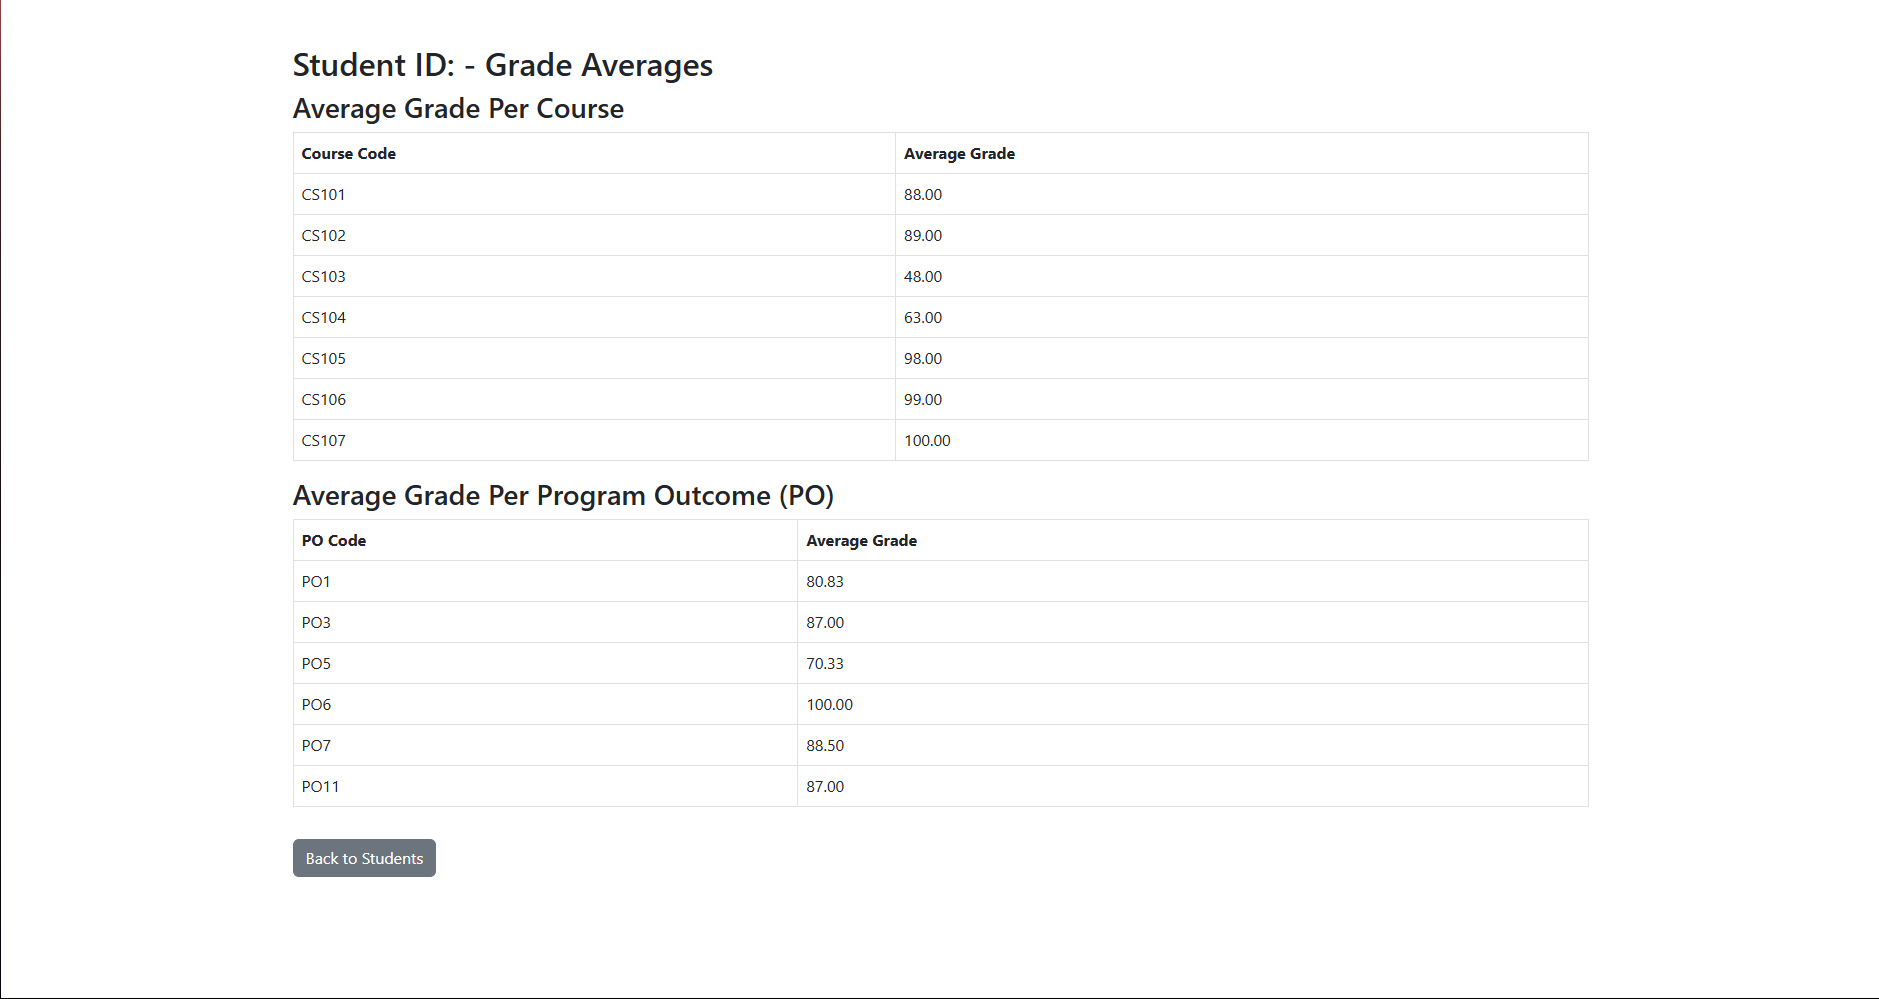 Student ID: - Grade Averages
Average Grade Per Course
Course Code Average Grade
CS101 88.00
CS102 89.00
CS103 48.00
CS104 63.00
CS105 98.00
CS106 99.00
CS107 100.00
Average Grade Per Program Outcome (PO)
PO Code Average Grade
PO1 80.83
PO3 87.00
PO5 70.33
PO6 100.00
PO7 88.50
PO11 87.00
Back to Students